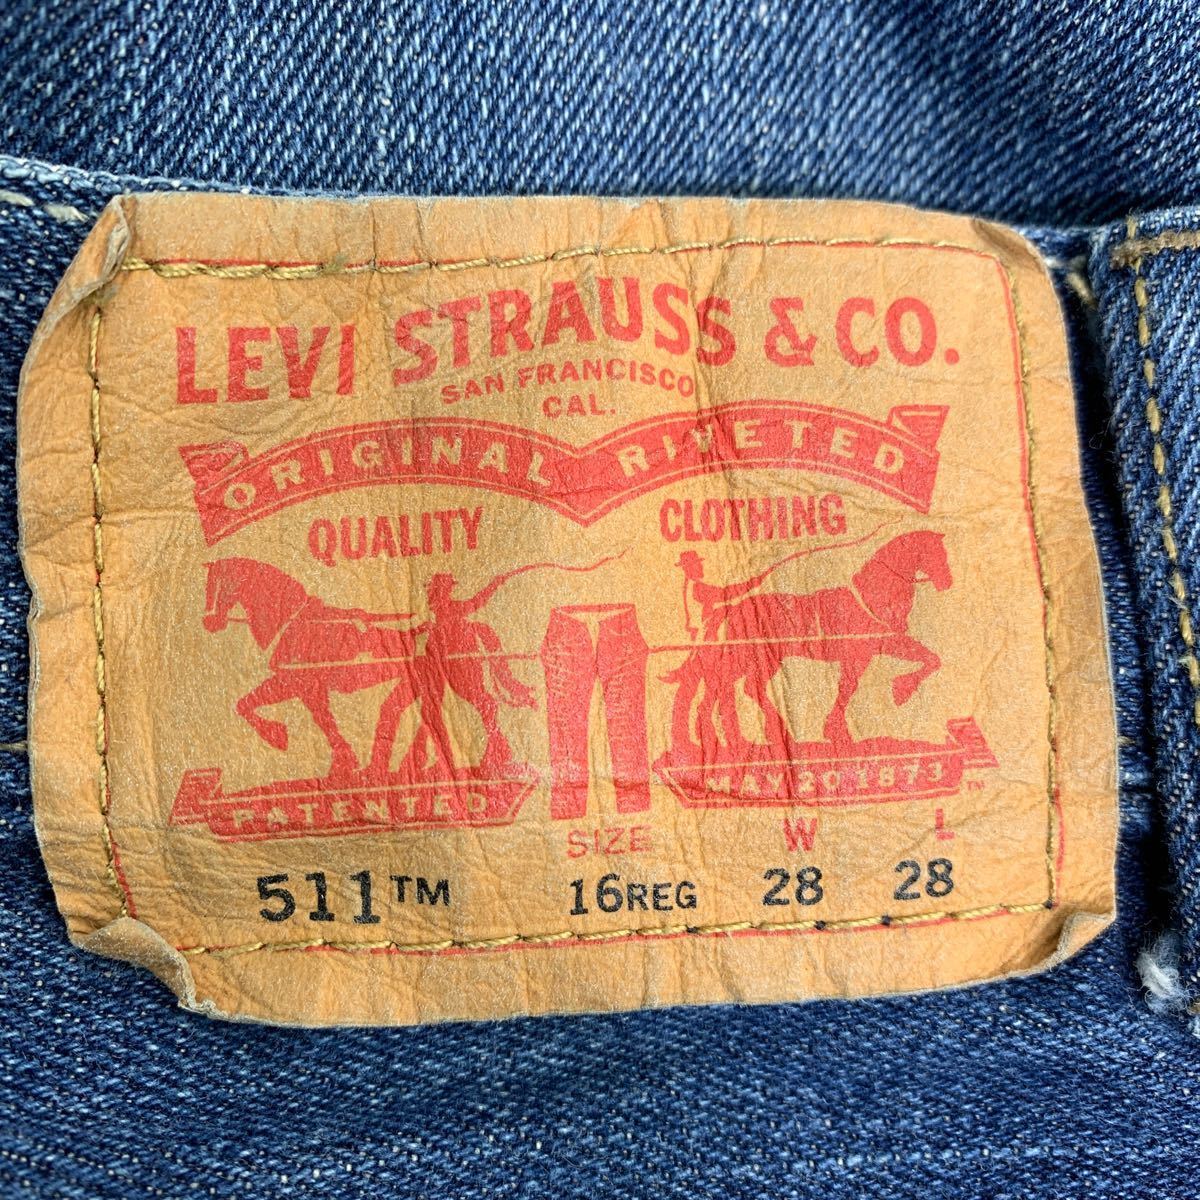 LEVI STRAUSS & CO.
SAN FRANCISCO
CAL.
ORIGINAL RIVETED
QUALITY CLOTHING
PATENTED MAY 20 1873 ™
SIZE W L
511™ 16REG 28 28